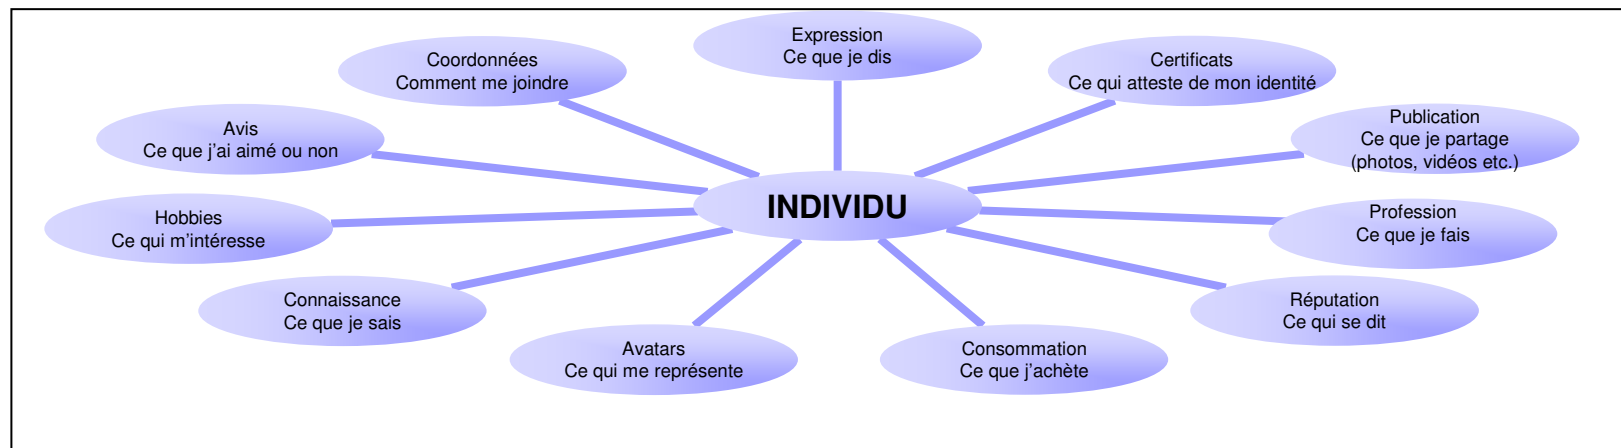 Expression
Ce que je dis
Coordonnées
Comment me joindre
Certificats
Ce qui atteste de mon identité
Avis
Ce que j’ai aimé ou non
Publication
Ce que je partage
(photos, vidéos etc.)
INDIVIDU
Hobbies
Ce qui m’intéresse
Profession
Ce que je fais
Connaissance
Ce que je sais
Réputation
Ce qui se dit
Avatars
Ce qui me représente
Consommation
Ce que j’achète